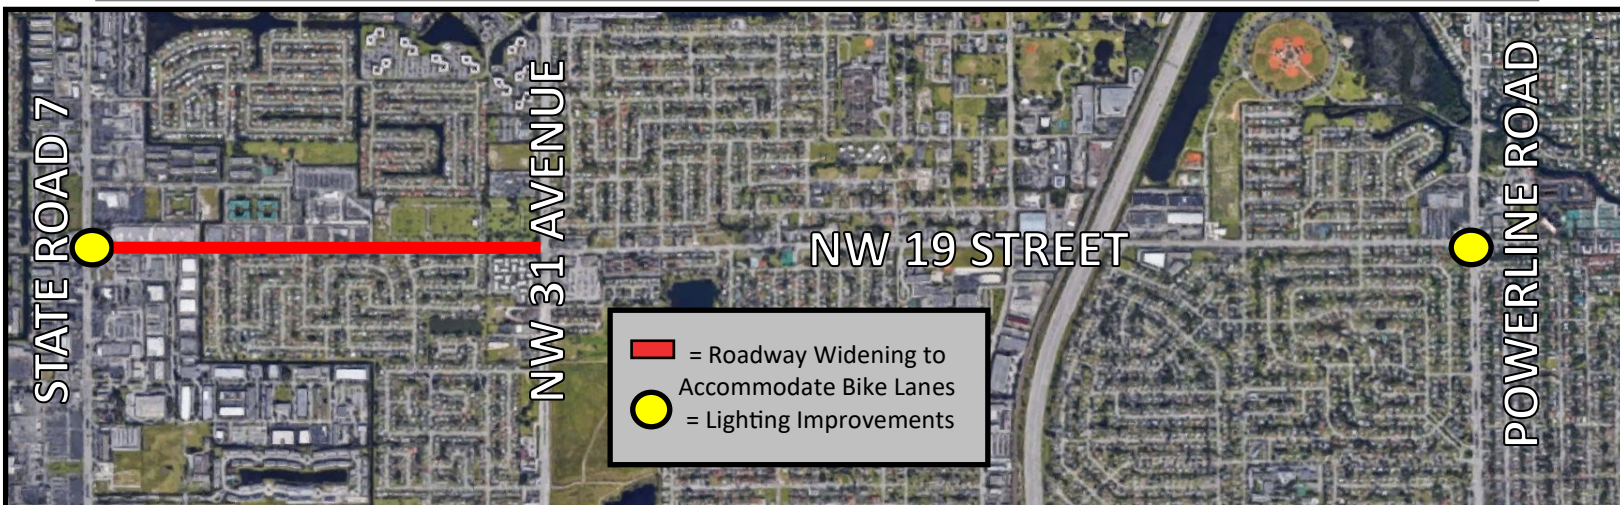 STATE ROAD 7
NW 31 AVENUE
NW 19 STREET
POWERLINE ROAD
= Roadway Widening to
Accommodate Bike Lanes
= Lighting Improvements